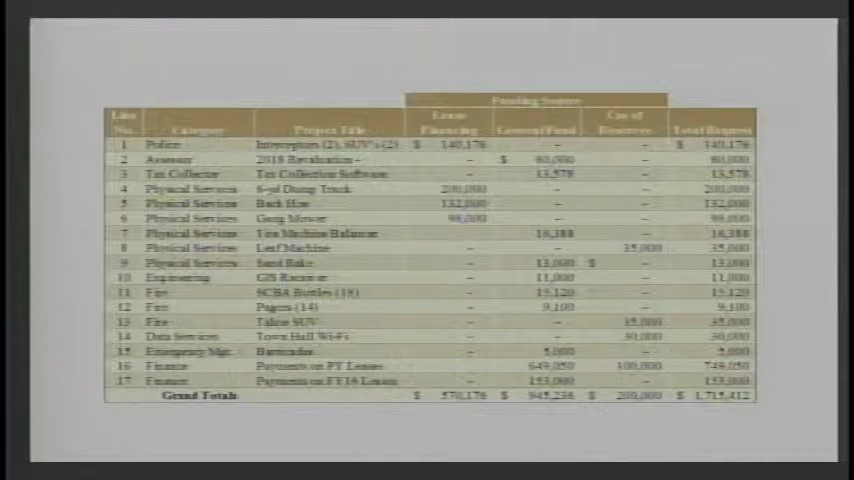 Funding Source
Line Lease Use of
No. Category Project Title Financing General Fund Reserves Total Request
1 Police Interceptors (2), SUV's (2) $ 140,176 - - $ 140,176
2 Assessor 2018 Revaluation - $ 60,000 - 60,000
3 Tax Collector Tax Collection Software 13,578 - 13,578
4 Physical Services 6-yd Dump Truck 200,000 - - 200,000
5 Physical Services Back Hoe 132,000 - - 132,000
6 Physical Services Gang Mower 98,000 - - 98,000
7 Physical Services Tire Machine Balancer 16,388 - 16,388
8 Physical Services Leaf Machine - - 35,000 35,000
9 Physical Services Sand Rake - 13,000 $ - 13,000
10 Engineering GIS Receiver - 11,000 - 11,000
11 Fire SCBA Bottles (18) - 15,120 - 15,120
12 Fire Pagers (14) - 9,100 - 9,100
13 Fire Tahoe SUV - - 35,000 35,000
14 Data Services Town Hall Wi-Fi - - 30,000 30,000
15 Emergency Mgt. Barricades - 5,000 - 5,000
16 Finance Payments on PY Leases 649,050 100,000 749,050
17 Finance Payments on FY16 Leases - 153,000 - 153,000
Grand Totals $ 570,176 $ 945,236 $ 200,000 $ 1,715,412